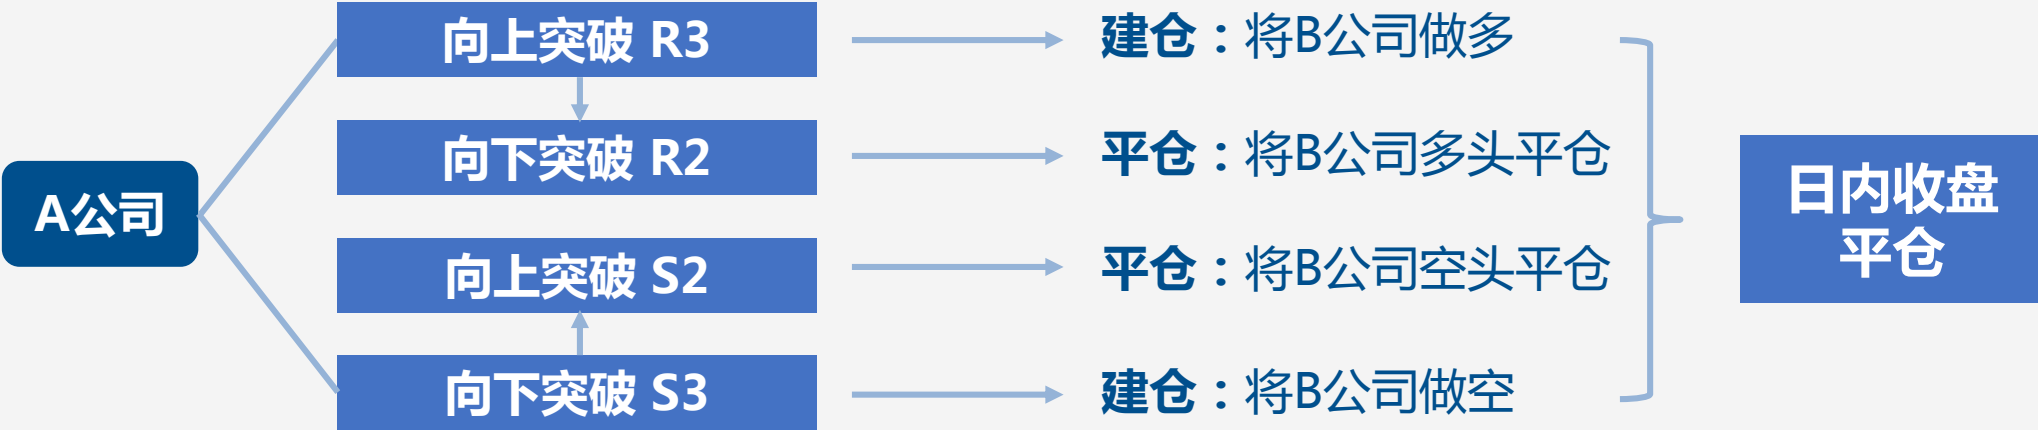 向上突破 R3
建仓：将B公司做多
向下突破 R2
平仓：将B公司多头平仓
A公司
日内收盘
平仓
向上突破 S2
平仓：将B公司空头平仓
向下突破 S3
建仓：将B公司做空